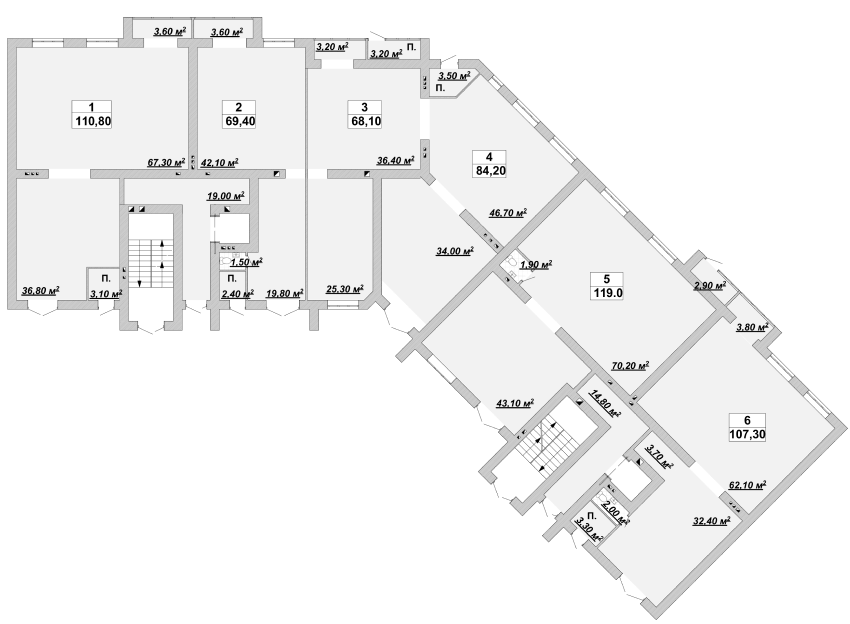 3.60 м²
3.60 м²
3.20 м²
3.20 м²
П.
3.50 м²
П.
1
110,80
2
69,40
3
68,10
67.30 м²
42.10 м²
36.40 м²
4
84,20
46.70 м²
19.00 м²
34.00 м²
1.50 м²
П.
36.80 м²
3.10 м²
П.
2.40 м²
19.80 м²
25.30 м²
1.90 м²
5
119.0
2.90 м²
3.80 м²
70.20 м²
43.10 м²
14.80 м²
6
107,30
3.70 м²
62.10 м²
2.00 м²
П.
3.30 м²
32.40 м²